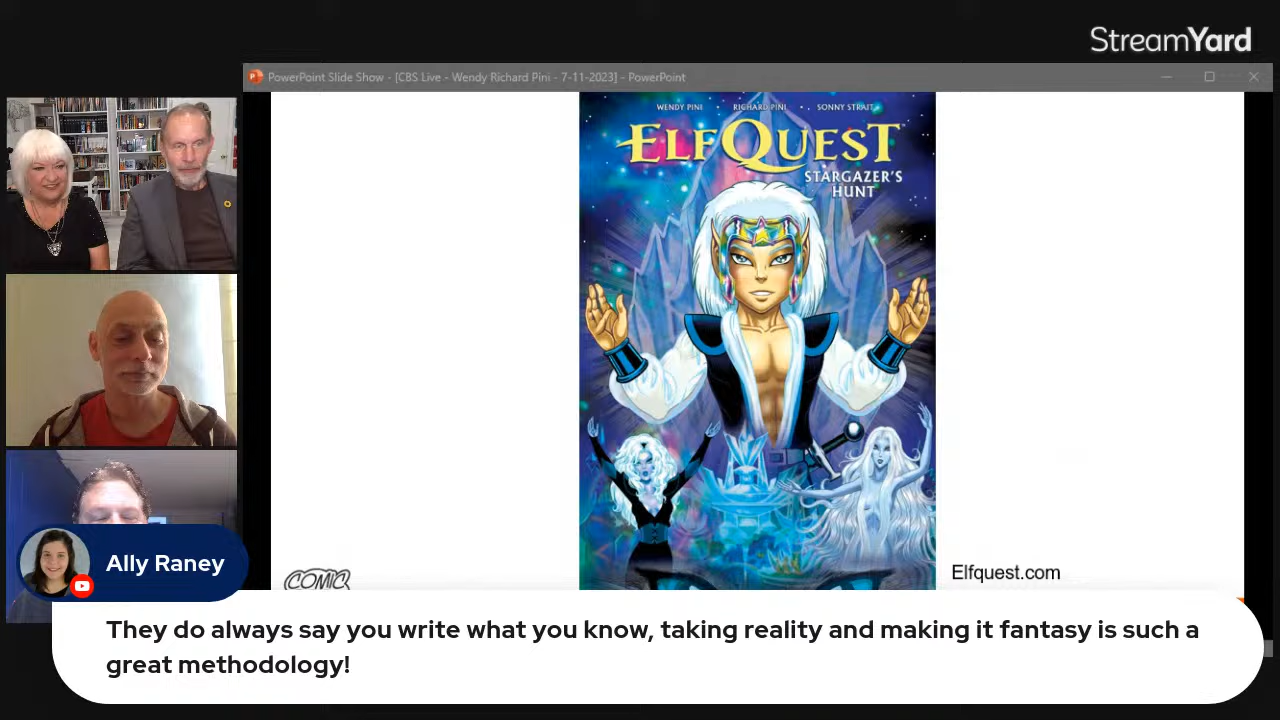 StreamYard
PowerPoint Slide Show - [CBS Live - Wendy Richard Pini - 7-11-2023] - PowerPoint
WENDY PINI • RICHARD PINI • SONNY STRAIT
ELFQUEST
STARGAZER'S
HUNT
COMIC
Elfquest.com
Ally Raney
They do always say you write what you know, taking reality and making it fantasy is such a
great methodology!